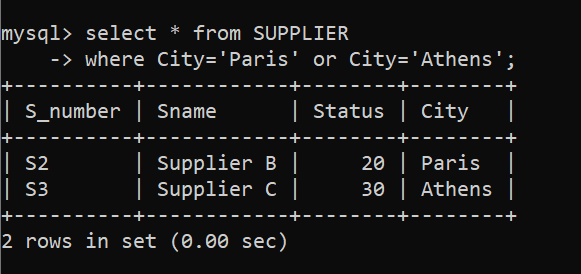 mysql> select * from SUPPLIER
    -> where City='Paris' or City='Athens';
+----------+------------+--------+--------+
| S_number | Sname      | Status | City   |
+----------+------------+--------+--------+
| S2       | Supplier B |     20 | Paris  |
| S3       | Supplier C |     30 | Athens |
+----------+------------+--------+--------+
2 rows in set (0.00 sec)